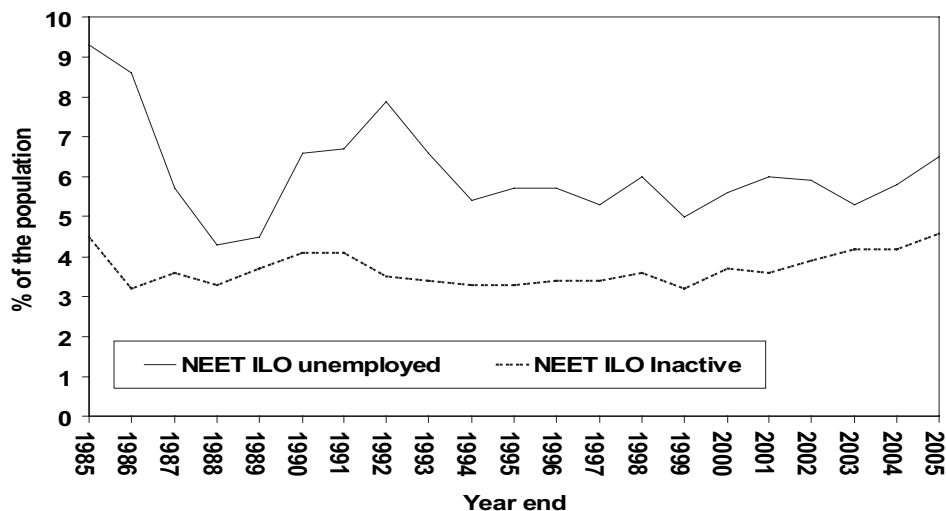 10
9
8
7
6
5
4
3
2
1
0
% of the population
NEET ILO unemployed NEET ILO Inactive
1985 1986 1987 1988 1989 1990 1991 1992 1993 1994 1995 1996 1997 1998 1999 2000 2001 2002 2003 2004 2005
Year end